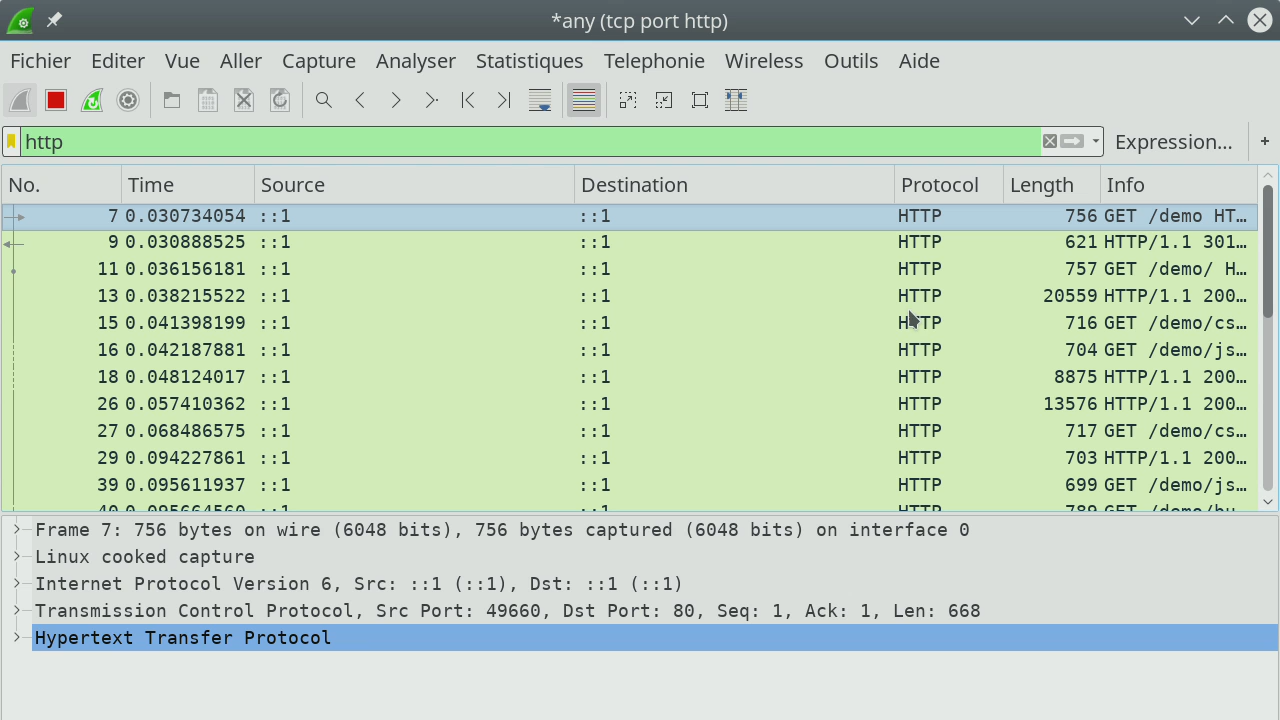 *any (tcp port http)
Fichier Editer Vue Aller Capture Analyser Statistiques Telephonie Wireless Outils Aide
http Expression... +
No. Time Source Destination Protocol Length Info
7 0.030734054 ::1 ::1 HTTP 756 GET /demo HT…
9 0.030888525 ::1 ::1 HTTP 621 HTTP/1.1 301…
11 0.036156181 ::1 ::1 HTTP 757 GET /demo/ H…
13 0.038215522 ::1 ::1 HTTP 20559 HTTP/1.1 200…
15 0.041398199 ::1 ::1 HTTP 716 GET /demo/cs…
16 0.042187881 ::1 ::1 HTTP 704 GET /demo/js…
18 0.048124017 ::1 ::1 HTTP 8875 HTTP/1.1 200…
26 0.057410362 ::1 ::1 HTTP 13576 HTTP/1.1 200…
27 0.068486575 ::1 ::1 HTTP 717 GET /demo/cs…
29 0.094227861 ::1 ::1 HTTP 703 HTTP/1.1 200…
39 0.095611937 ::1 ::1 HTTP 699 GET /demo/js…
::1 ::1 HTTP GET
Frame 7: 756 bytes on wire (6048 bits), 756 bytes captured (6048 bits) on interface 0
Linux cooked capture
Internet Protocol Version 6, Src: ::1 (::1), Dst: ::1 (::1)
Transmission Control Protocol, Src Port: 49660, Dst Port: 80, Seq: 1, Ack: 1, Len: 668
Hypertext Transfer Protocol